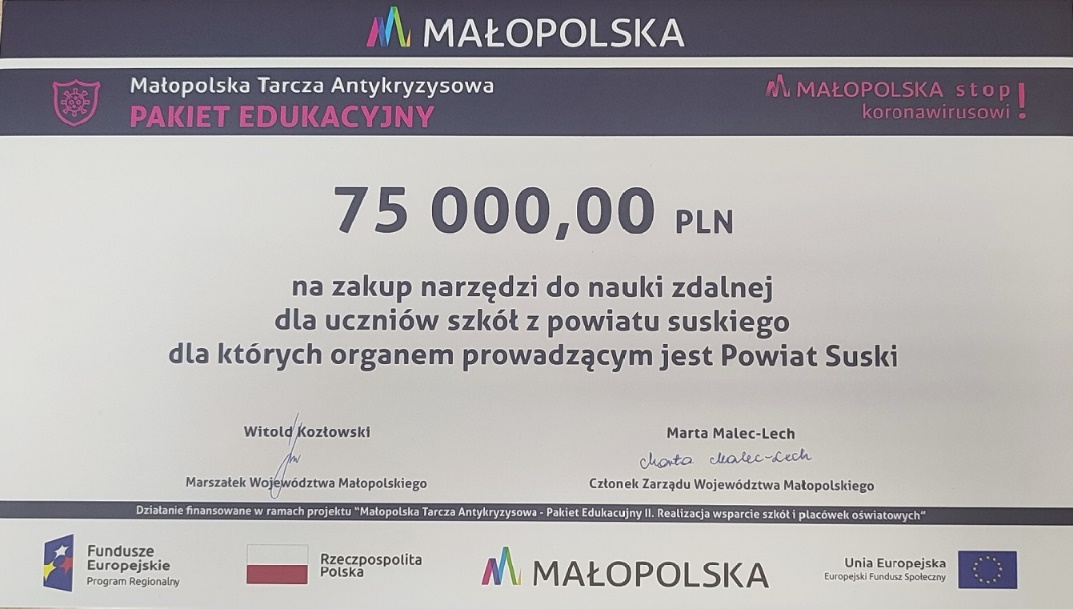 MAŁOPOLSKA
Małopolska Tarcza Antykryzysowa
PAKIET EDUKACYJNY
MAŁOPOLSKA stop
koronawirusowi!
75 000,00 PLN
na zakup narzędzi do nauki zdalnej
dla uczniów szkół z powiatu suskiego
dla których organem prowadzącym jest Powiat Suski
Witold Kozłowski
Marszałek Województwa Małopolskiego
Marta Malec-Lech
Marta Malec-Lech
Członek Zarządu Województwa Małopolskiego
Działanie finansowane w ramach projektu "Małopolska Tarcza Antykryzysowa - Pakiet Edukacyjny II. Realizacja wsparcie szkół i placówek oświatowych"
Fundusze
Europejskie
Program Regionalny
Rzeczpospolita
Polska
MAŁOPOLSKA
Unia Europejska
Europejski Fundusz Społeczny